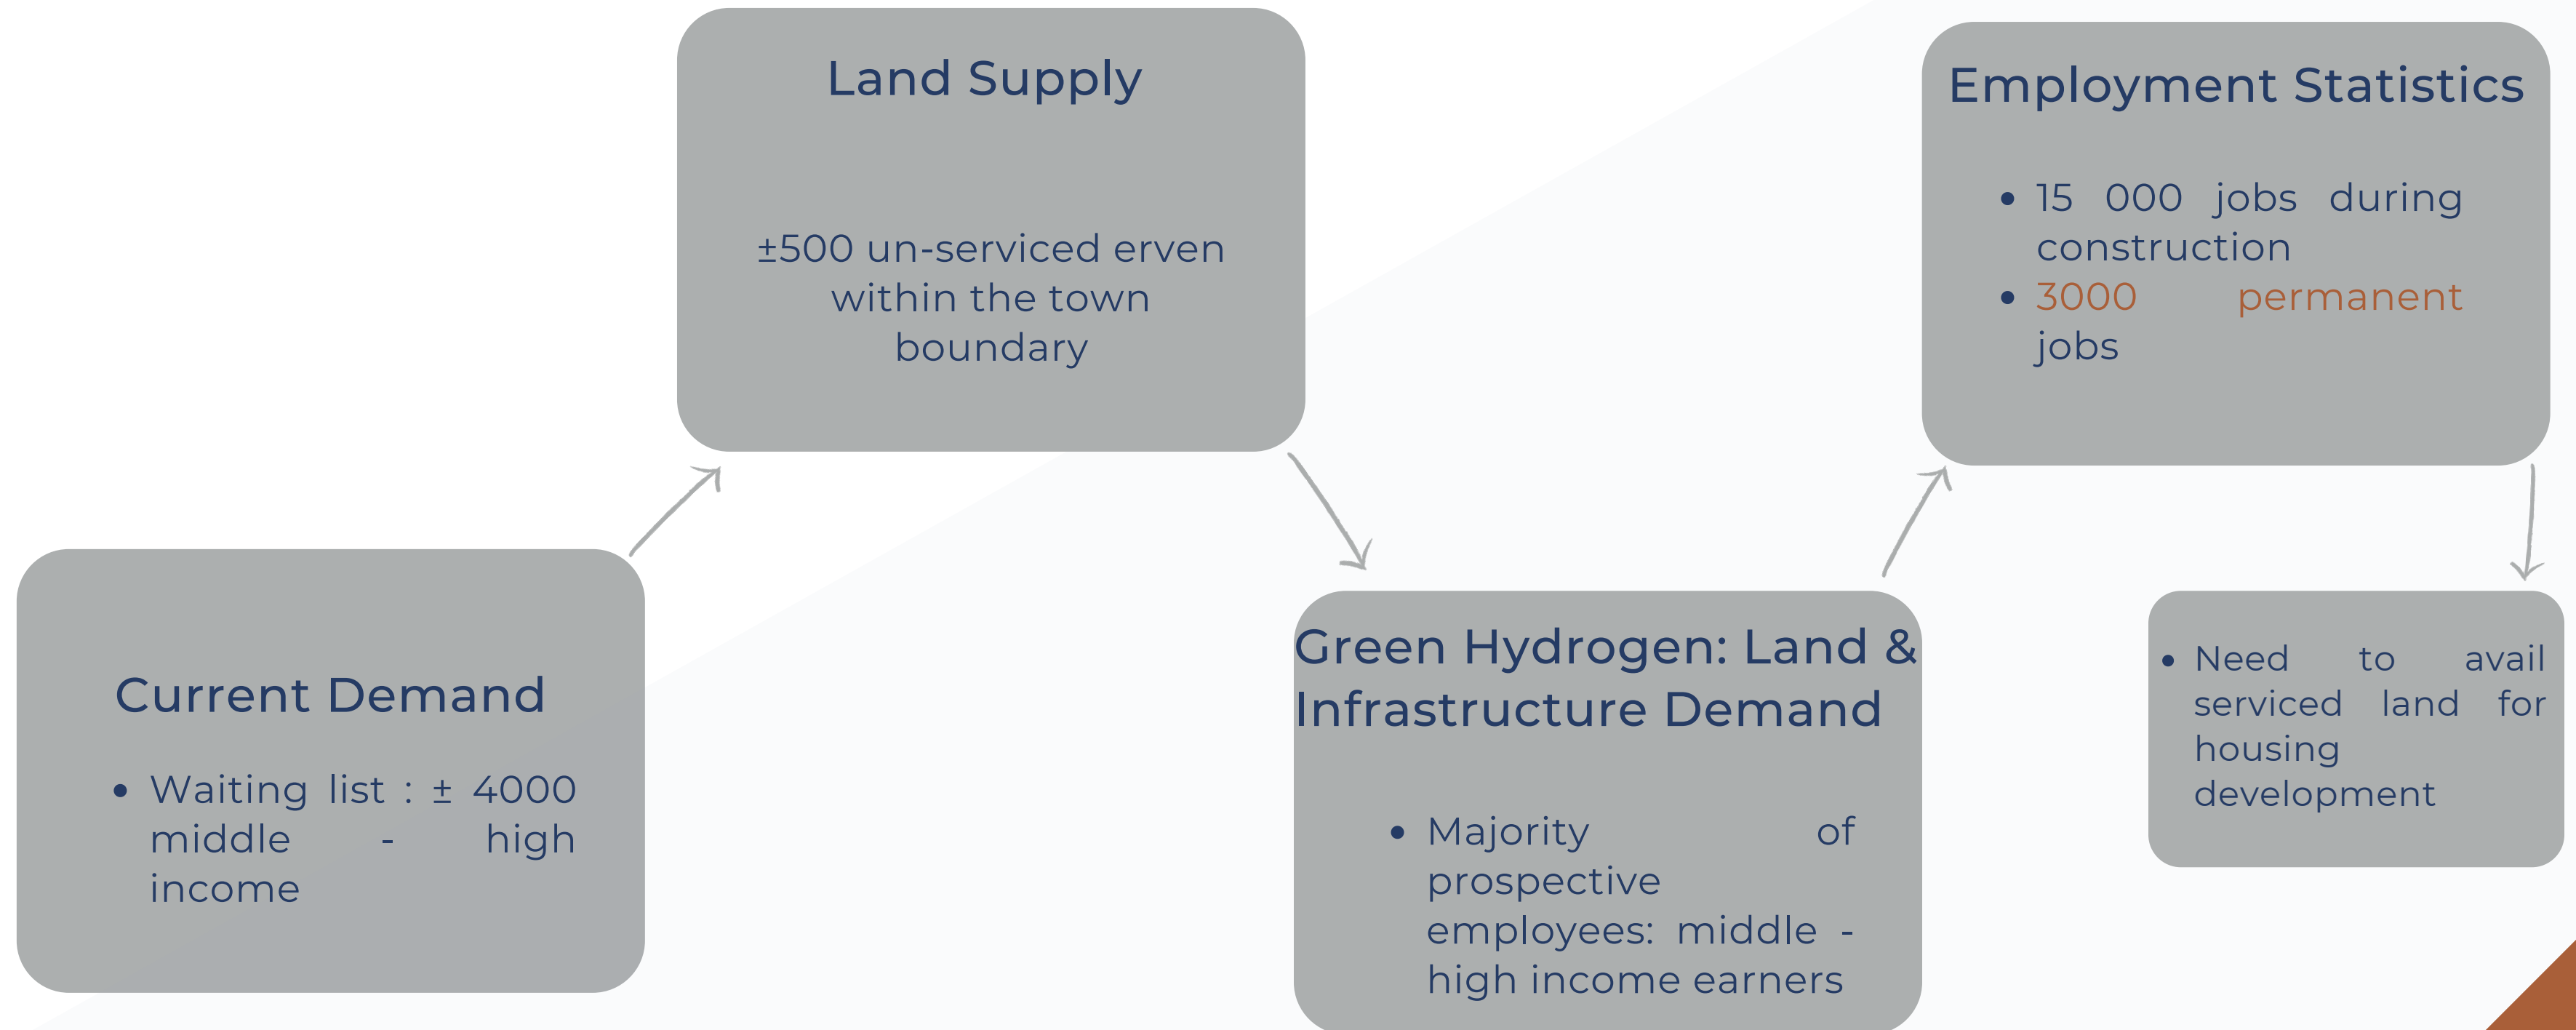 Current Demand
Waiting list : ± 4000
middle - high
income
Land Supply
±500 un-serviced erven
within the town
boundary
Green Hydrogen: Land &
Infrastructure Demand
Majority of
prospective
employees: middle -
high income earners
Employment Statistics
15 000 jobs during
construction
3000 permanent
jobs
Need to avail
serviced land for
housing
development